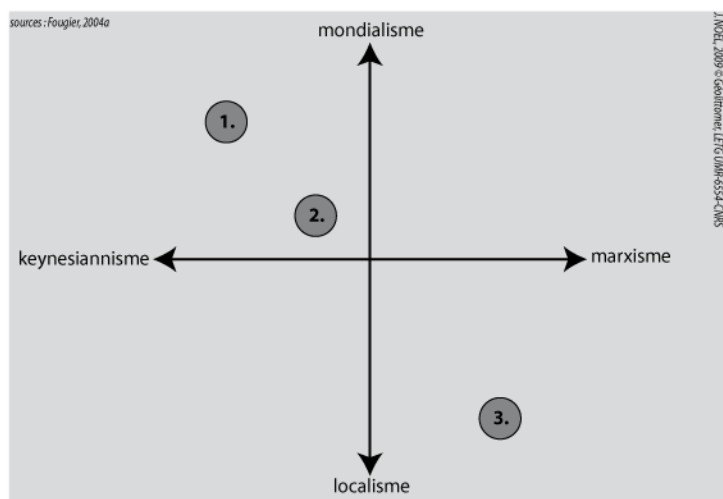 sources : Fougier, 2004a
mondialisme
J.NOEL, 2009 © Géolittomer, LETG UMR-6554-CNRS
1.
2.
keynesiannisme
marxisme
3.
localisme